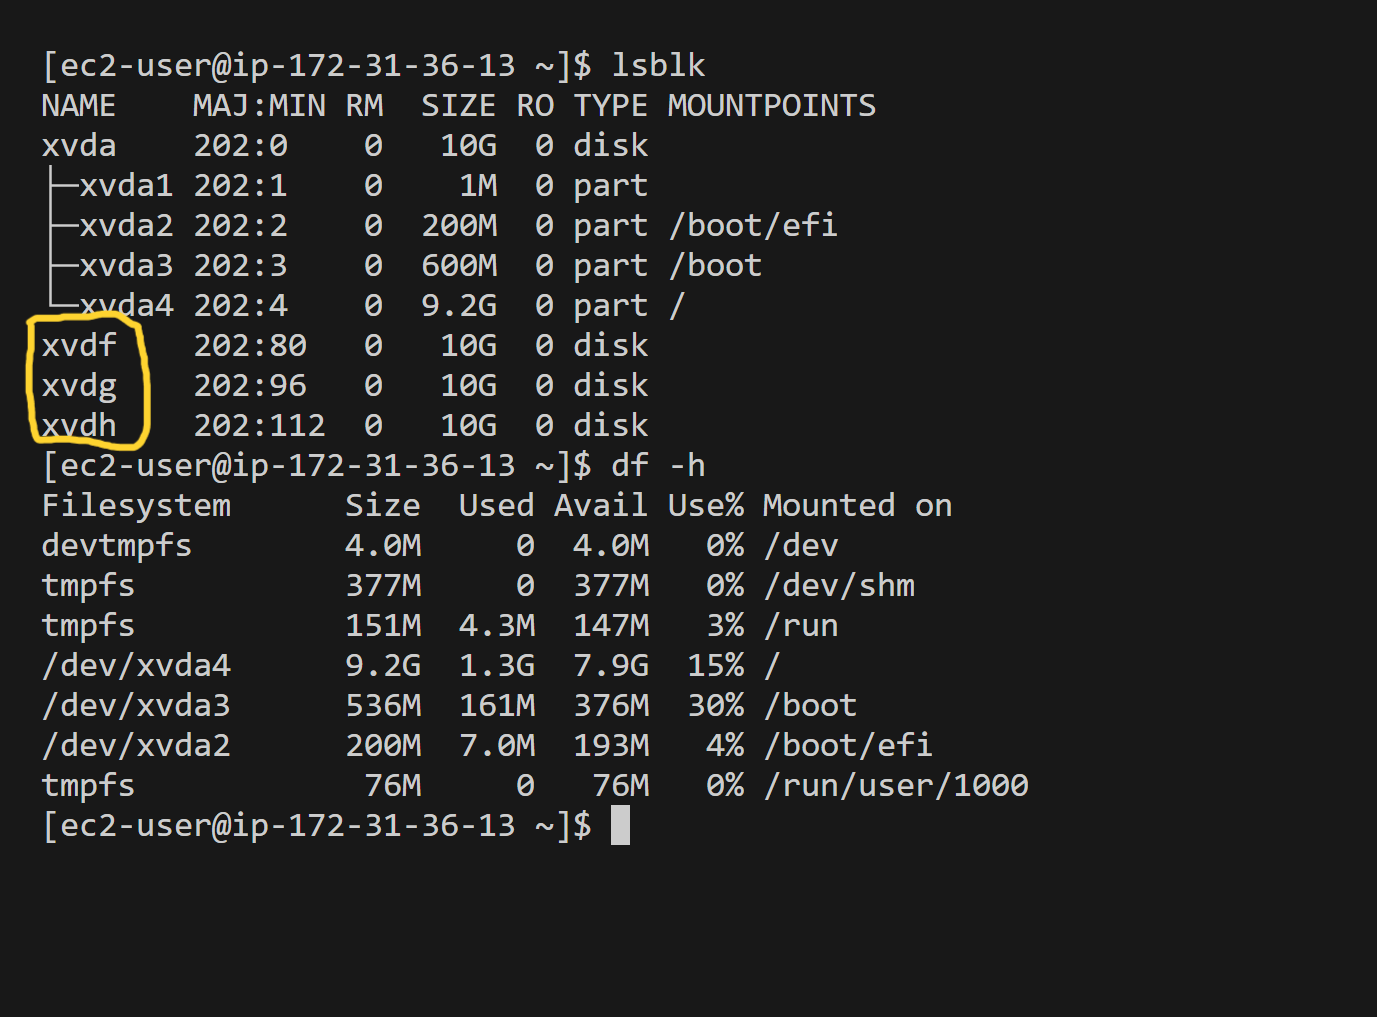 [ec2-user@ip-172-31-36-13 ~]$ lsblk
NAME    MAJ:MIN RM  SIZE RO TYPE MOUNTPOINTS
xvda    202:0    0   10G  0 disk
├─xvda1 202:1    0    1M  0 part
├─xvda2 202:2    0  200M  0 part /boot/efi
├─xvda3 202:3    0  600M  0 part /boot
└─xvda4 202:4    0  9.2G  0 part /
xvdf    202:80   0   10G  0 disk
xvdg    202:96   0   10G  0 disk
xvdh    202:112  0   10G  0 disk
[ec2-user@ip-172-31-36-13 ~]$ df -h
Filesystem      Size  Used Avail Use% Mounted on
devtmpfs        4.0M     0  4.0M   0% /dev
tmpfs           377M     0  377M   0% /dev/shm
tmpfs           151M  4.3M  147M   3% /run
/dev/xvda4      9.2G  1.3G  7.9G  15% /
/dev/xvda3      536M  161M  376M  30% /boot
/dev/xvda2      200M  7.0M  193M   4% /boot/efi
tmpfs            76M     0   76M   0% /run/user/1000
[ec2-user@ip-172-31-36-13 ~]$